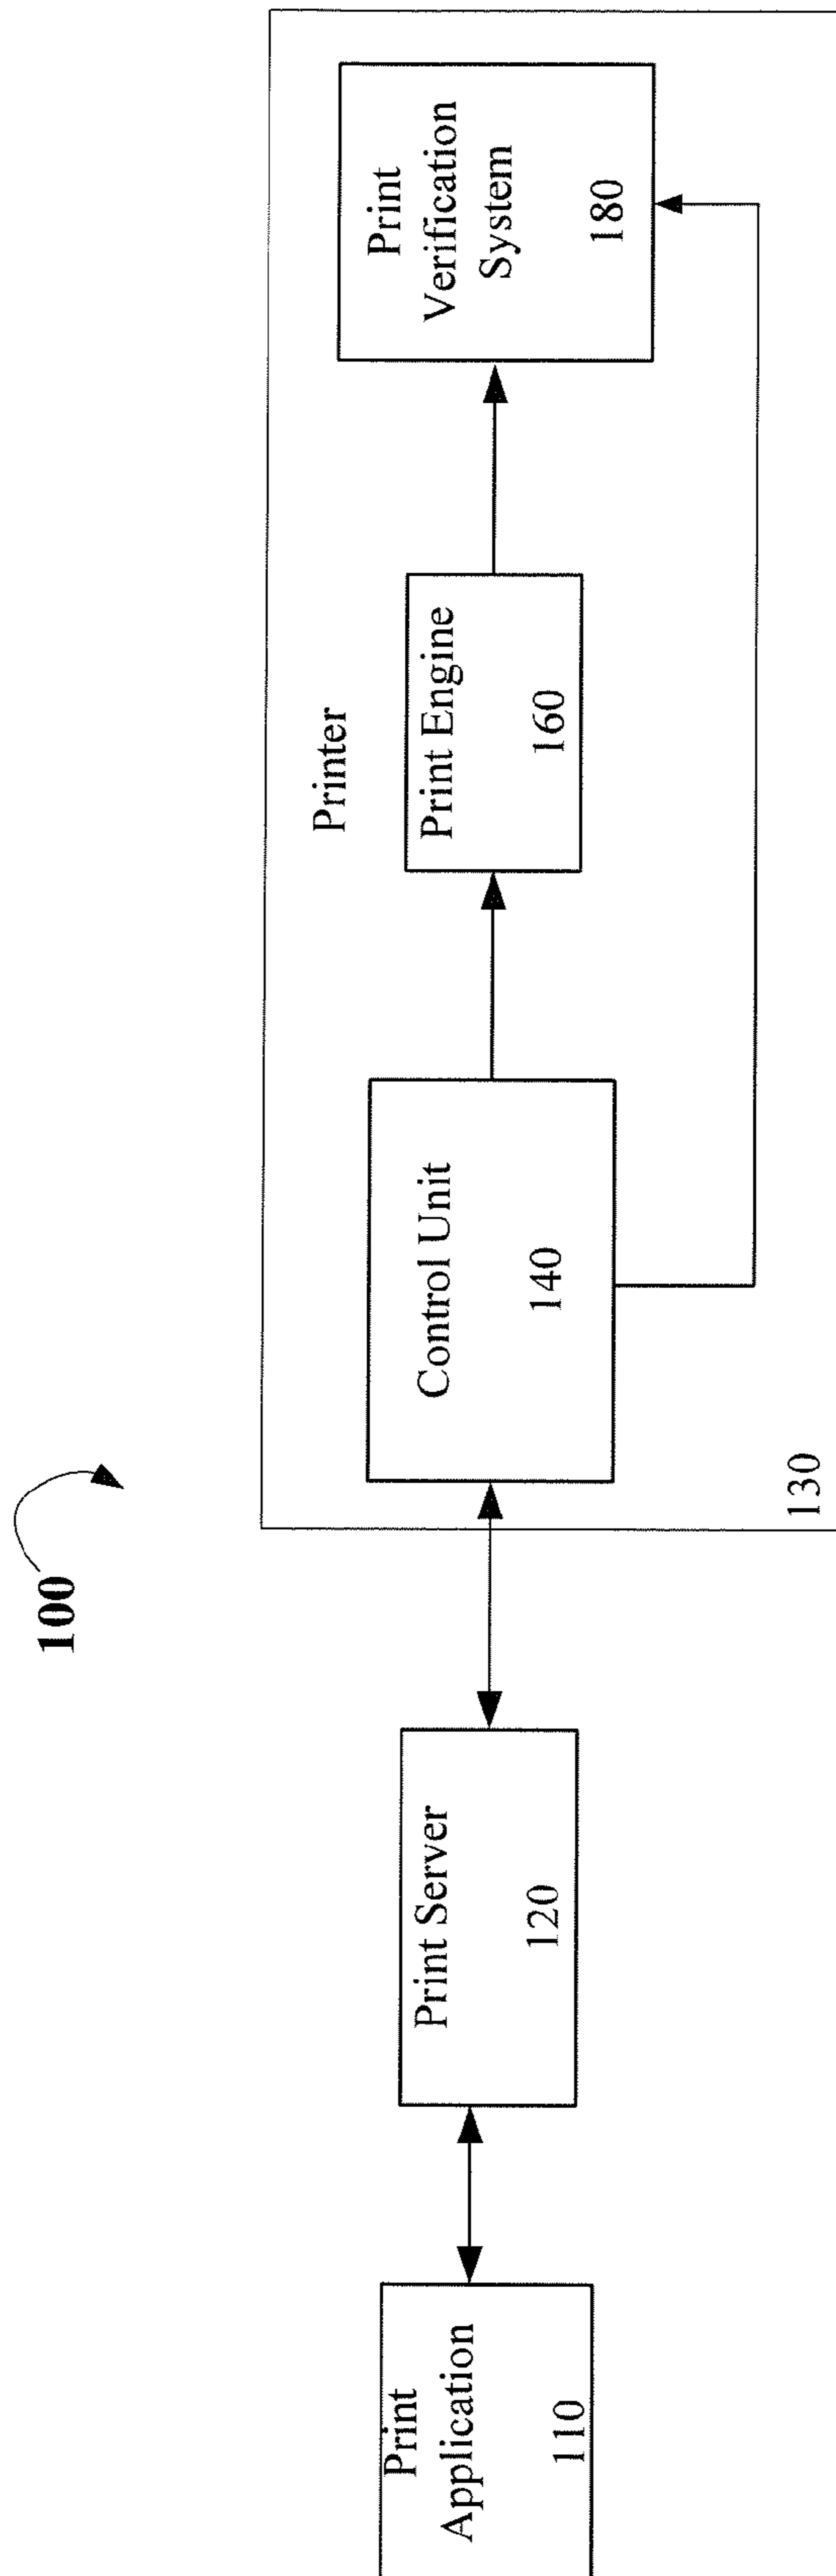 100
Print
Application
110
Print Server
120
Printer
130
Control Unit
140
Print Engine
160
Print
Verification
System
180